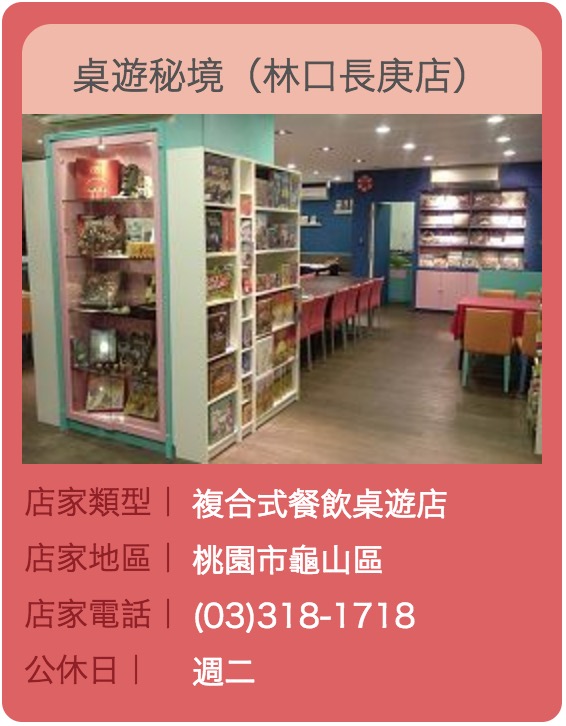 桌遊秘境（林口長庚店）
店家類型｜ 複合式餐飲桌遊店
店家地區｜ 桃園市龜山區
店家電話｜ (03)318-1718
公休日｜ 週二